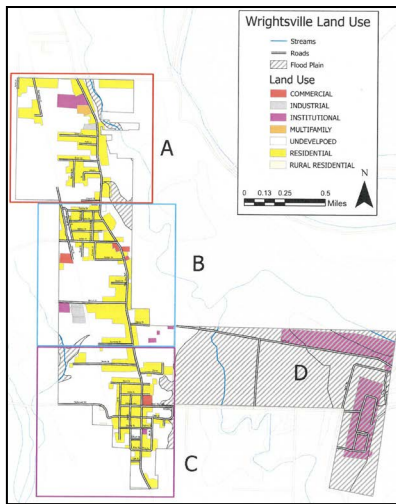 Wrightsville Land Use
Streams
Roads
Flood Plain
Land Use
COMMERCIAL
INDUSTRIAL
INSTITUTIONAL
MULTIFAMILY
UNDEVELPOED
RESIDENTIAL
RURAL RESIDENTIAL
0 0.13 0.25 0.5
Miles
N
A
B
D
C